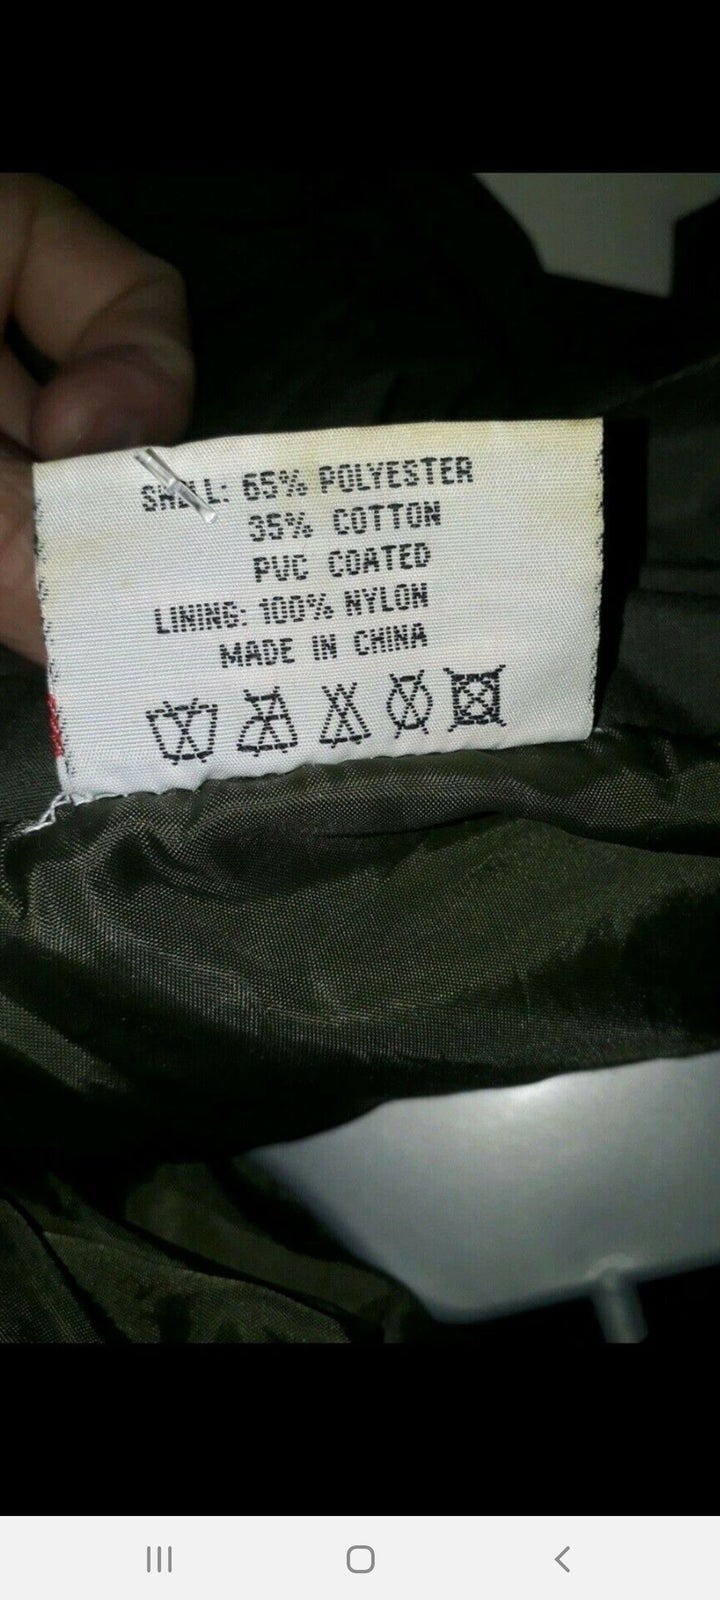 SHELL: 65% POLYESTER
35% COTTON
PVC COATED
LINING: 100% NYLON
MADE IN CHINA